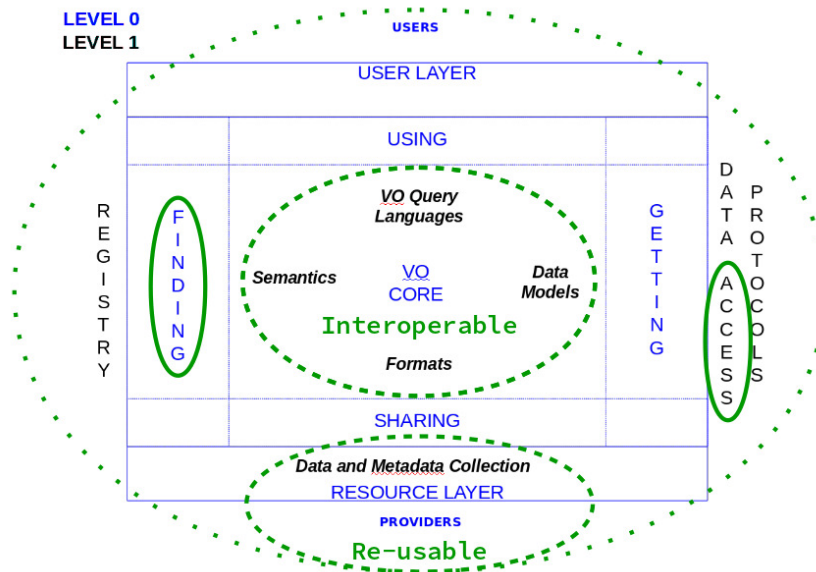 LEVEL 0
LEVEL 1
USERS
USER LAYER
USING
REGISTRY
FINDING
VO Query
Languages
Semantics
VO
CORE
Data
Models
Interoperable
Formats
GETTING
DATA ACCESS
PROTOCOLS
SHARING
Data and Metadata Collection
RESOURCE LAYER
PROVIDERS
Re-usable